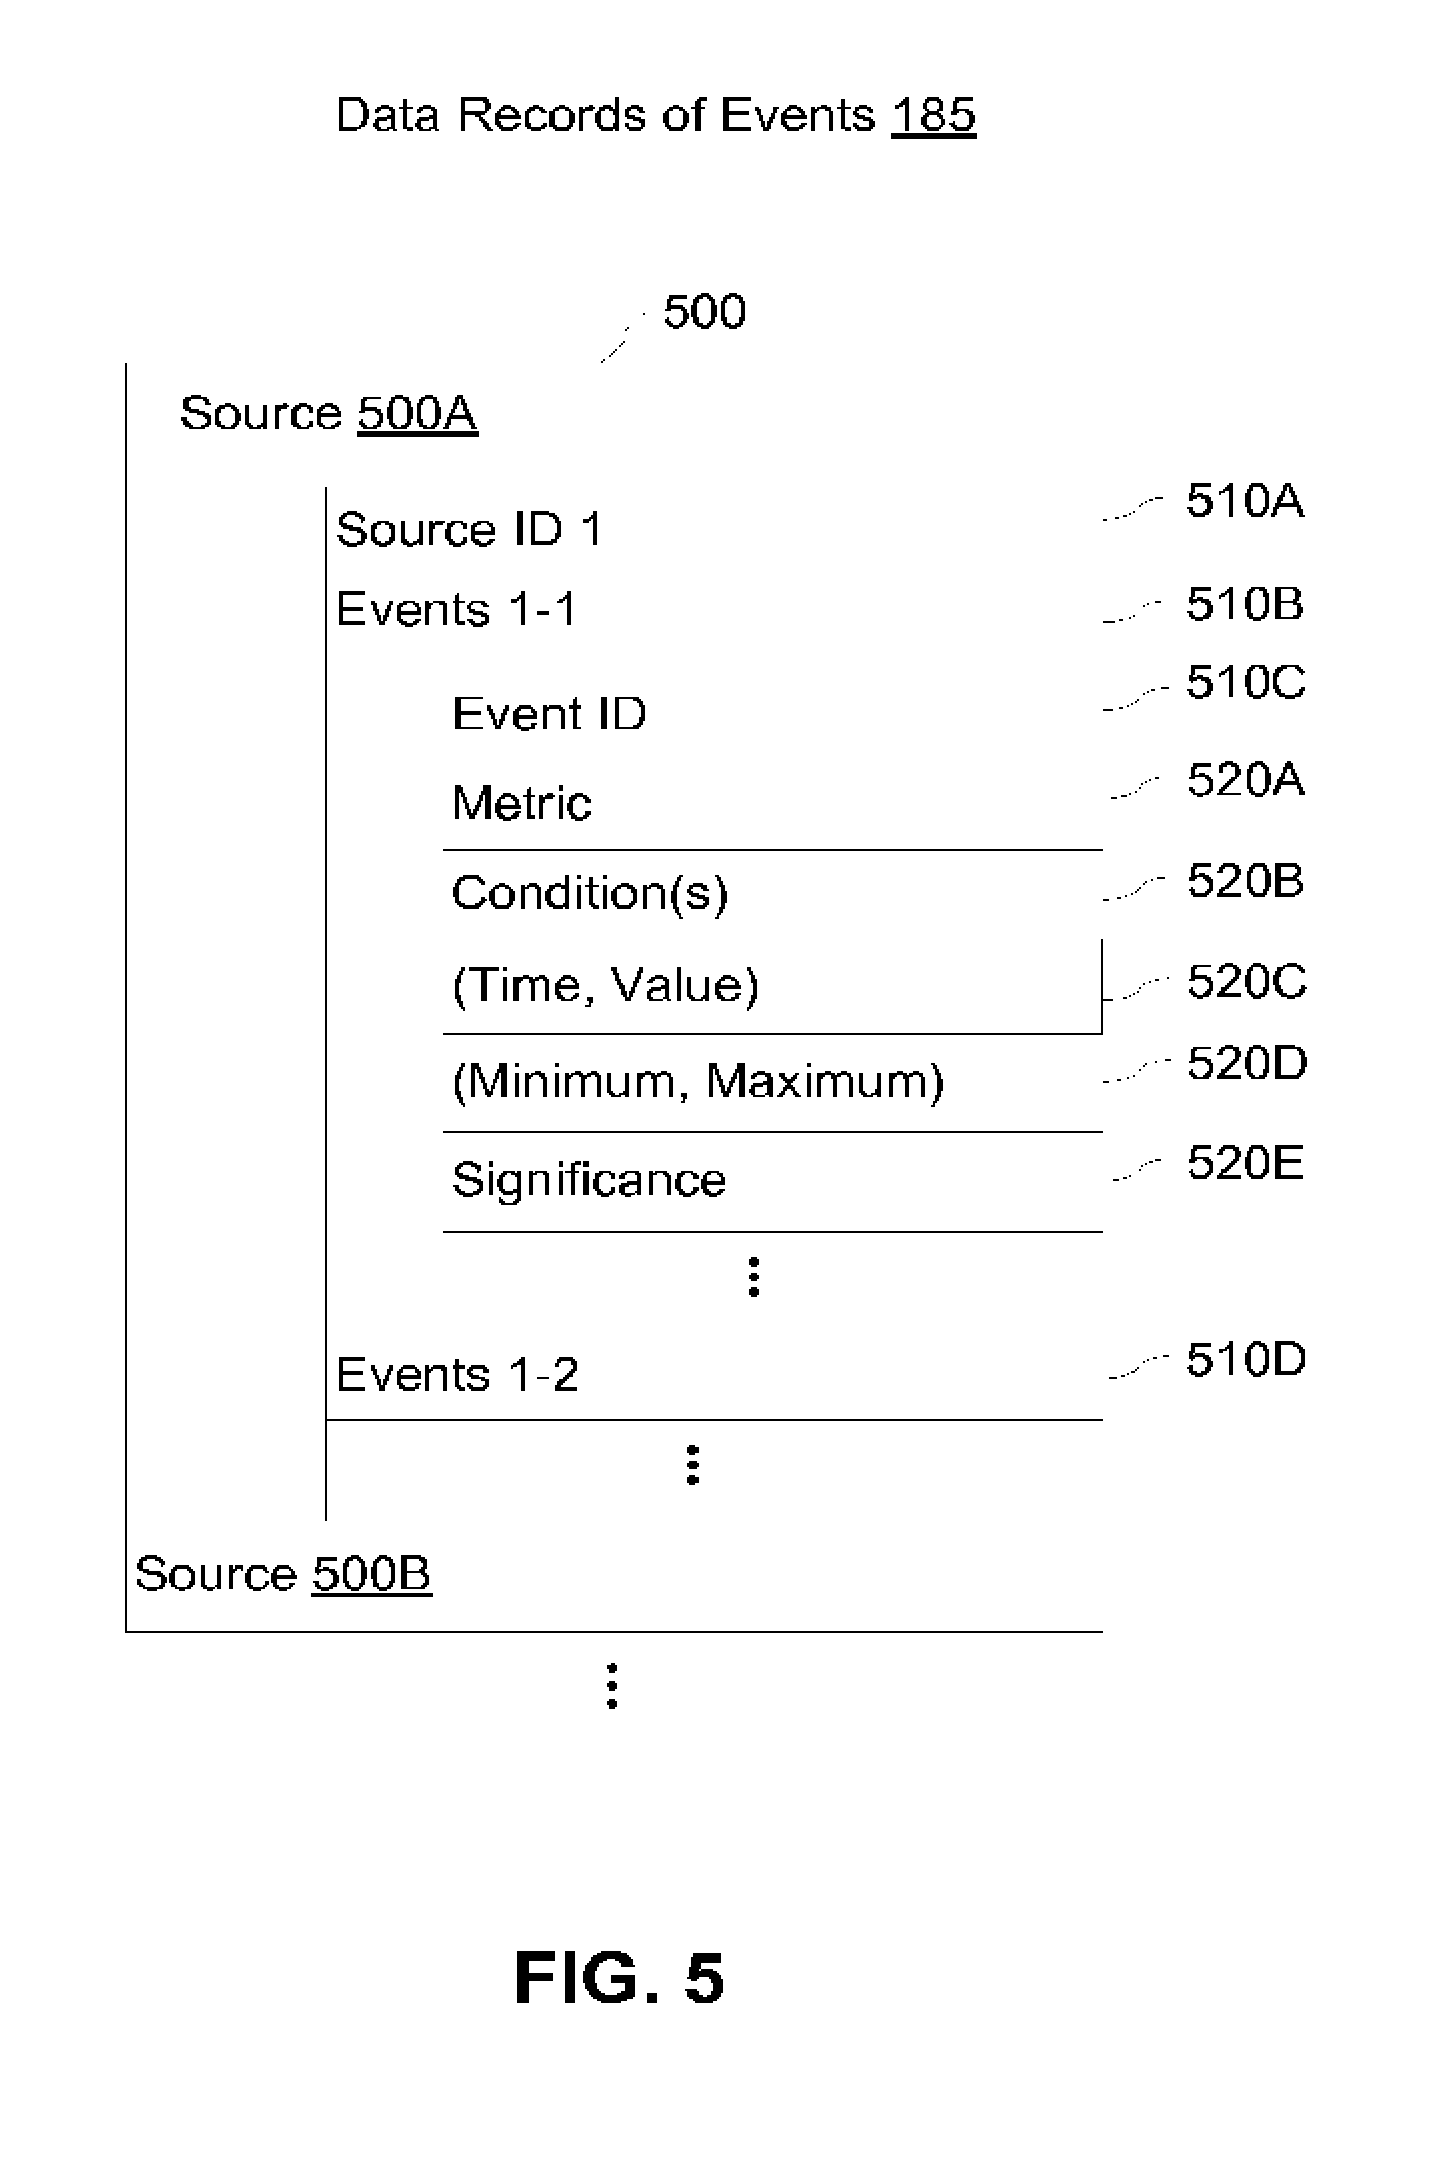 Data Records of Events 185
500
Source 500A
Source ID 1 510A
Events 1-1 510B
Event ID 510C
Metric 520A
Condition(s) 520B
(Time, Value) 520C
(Minimum, Maximum) 520D
Significance 520E
Events 1-2 510D
Source 500B
FIG. 5